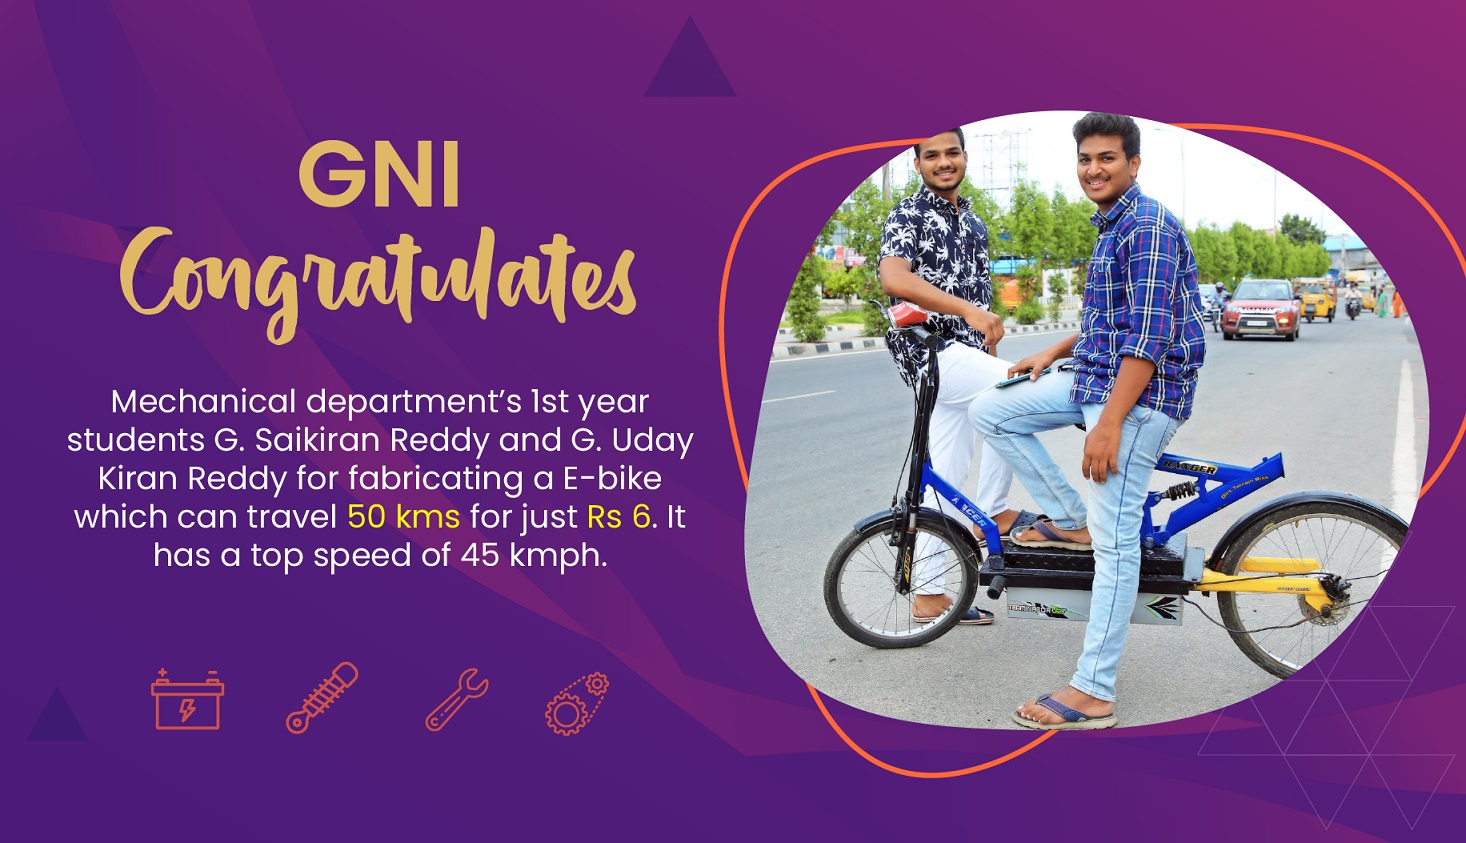 GNI
Congratulates
Mechanical department's 1st year
students G. Saikiran Reddy and G. Uday
Kiran Reddy for fabricating a E-bike
which can travel 50 kms for just Rs 6. It
has a top speed of 45 kmph.
RANGER